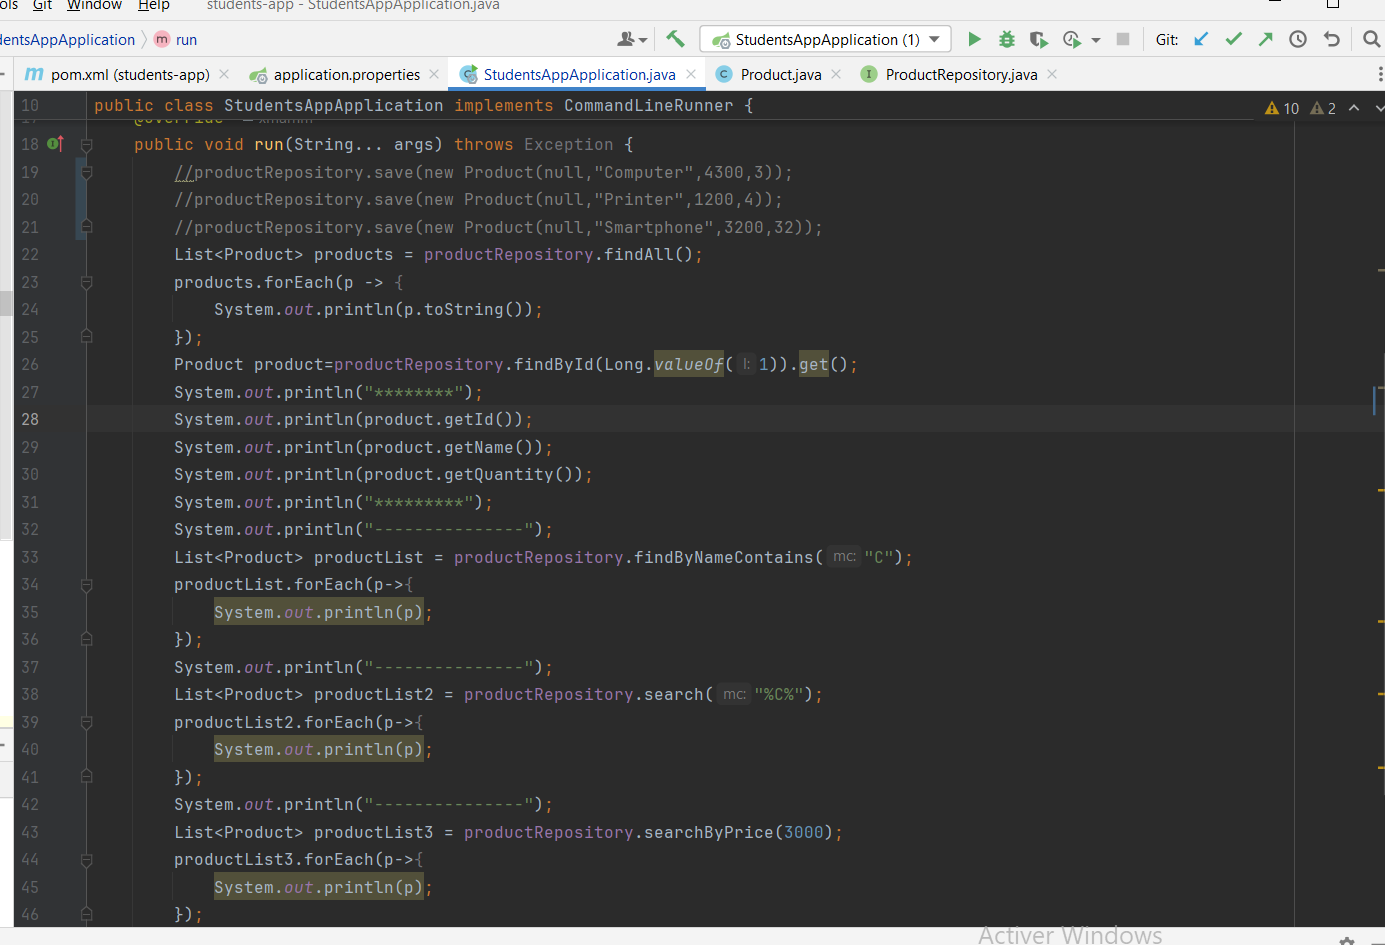 ols Git Window Help students-app - StudentsAppApplication.java
dentsAppApplication run StudentsAppApplication (1) Git:
pom.xml (students-app) application.properties StudentsAppApplication.java Product.java ProductRepository.java
10 public class StudentsAppApplication implements CommandLineRunner { 10 2
17 @Override
18 public void run(String... args) throws Exception {
19 //productRepository.save(new Product(null,"Computer",4300,3));
20 //productRepository.save(new Product(null,"Printer",1200,4));
21 //productRepository.save(new Product(null,"Smartphone",3200,32));
22 List<Product> products = productRepository.findAll();
23 products.forEach(p -> {
24 System.out.println(p.toString());
25 });
26 Product product=productRepository.findById(Long.valueOf( l: 1)).get();
27 System.out.println("********");
28 System.out.println(product.getId());
29 System.out.println(product.getName());
30 System.out.println(product.getQuantity());
31 System.out.println("*********");
32 System.out.println("---------------");
33 List<Product> productList = productRepository.findByNameContains( mc: "C");
34 productList.forEach(p->{
35 System.out.println(p);
36 });
37 System.out.println("---------------");
38 List<Product> productList2 = productRepository.search( mc: "%C%");
39 productList2.forEach(p->{
40 System.out.println(p);
41 });
42 System.out.println("---------------");
43 List<Product> productList3 = productRepository.searchByPrice(3000);
44 productList3.forEach(p->{
45 System.out.println(p);
46 });
Activer Windows